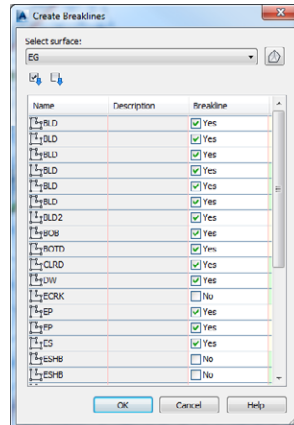 Create Breaklines
Select surface:
EG
Name Description Breakline
BLD Yes
BLD Yes
BLD Yes
BLD Yes
BLD Yes
BLD Yes
BLD2 Yes
BOB Yes
BOTD Yes
CLRD Yes
DW Yes
ECRK No
EP Yes
EP Yes
ES Yes
ESHB No
ESHB No
OK Cancel Help